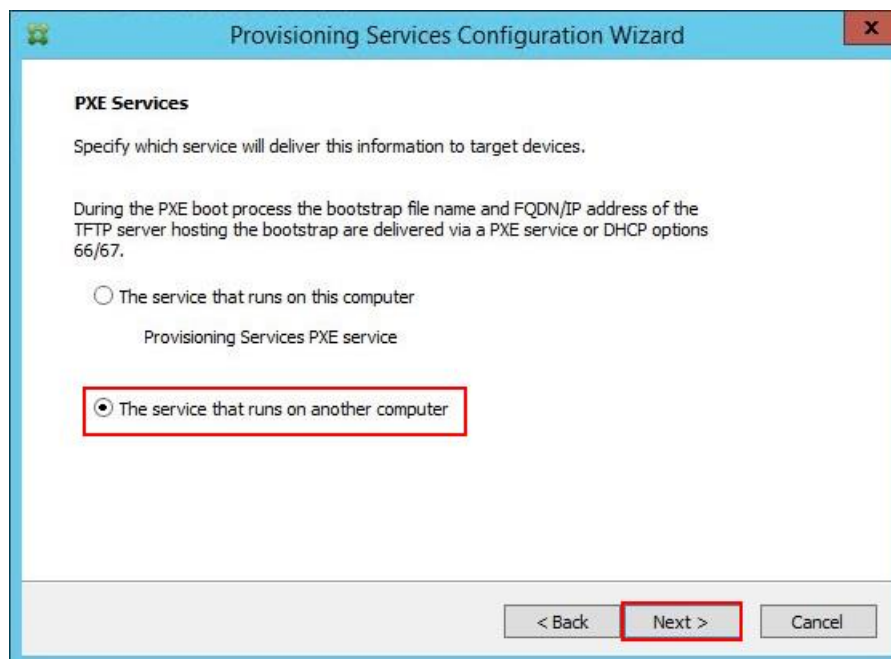 Provisioning Services Configuration Wizard
x
PXE Services
Specify which service will deliver this information to target devices.
During the PXE boot process the bootstrap file name and FQDN/IP address of the
TFTP server hosting the bootstrap are delivered via a PXE service or DHCP options
66/67.
The service that runs on this computer
Provisioning Services PXE service
The service that runs on another computer
< Back
Next >
Cancel